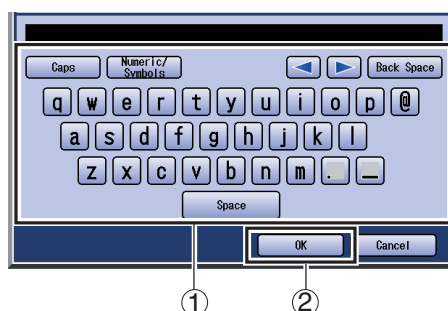 Caps Numeric/ Symbols Back Space
q w e r t y u i o p @
a s d f g h j k l
z x c v b n m . _
Space
OK Cancel
① ②